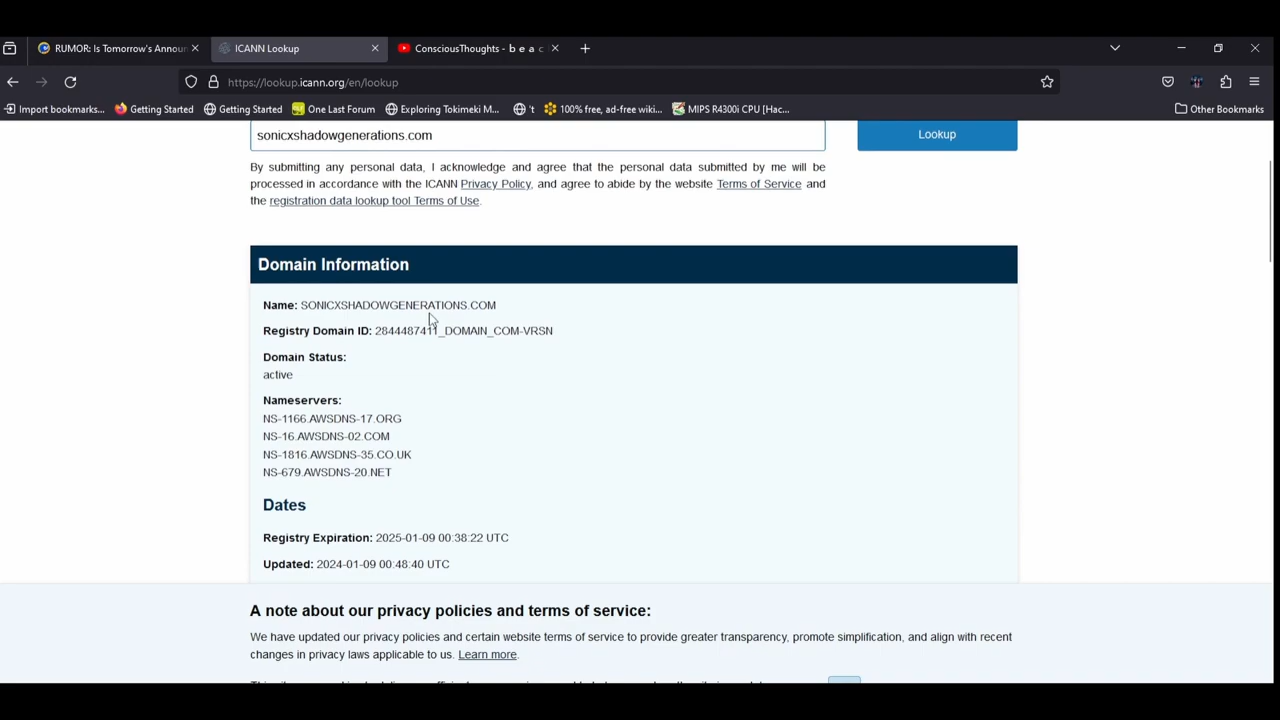 RUMOR: Is Tomorrow's Announ
ICANN Lookup
ConsciousThoughts - b e a c
https://lookup.icann.org/en/lookup
Import bookmarks...
Getting Started
Getting Started
One Last Forum
Exploring Tokimeki M...
't
100% free, ad-free wiki...
MIPS R4300i CPU [Hac...
Other Bookmarks
sonicxshadowgenerations.com
Lookup
By submitting any personal data, I acknowledge and agree that the personal data submitted by me will be
processed in accordance with the ICANN Privacy Policy, and agree to abide by the website Terms of Service and
the registration data lookup tool Terms of Use.
Domain Information
Name: SONICXSHADOWGENERATIONS.COM
Registry Domain ID: 2844487411_DOMAIN_COM-VRSN
Domain Status:
active
Nameservers:
NS-1166.AWSDNS-17.ORG
NS-16.AWSDNS-02.COM
NS-1816.AWSDNS-35.CO.UK
NS-679.AWSDNS-20.NET
Dates
Registry Expiration: 2025-01-09 00:38:22 UTC
Updated: 2024-01-09 00:48:40 UTC
A note about our privacy policies and terms of service:
We have updated our privacy policies and certain website terms of service to provide greater transparency, promote simplification, and align with recent
changes in privacy laws applicable to us. Learn more.